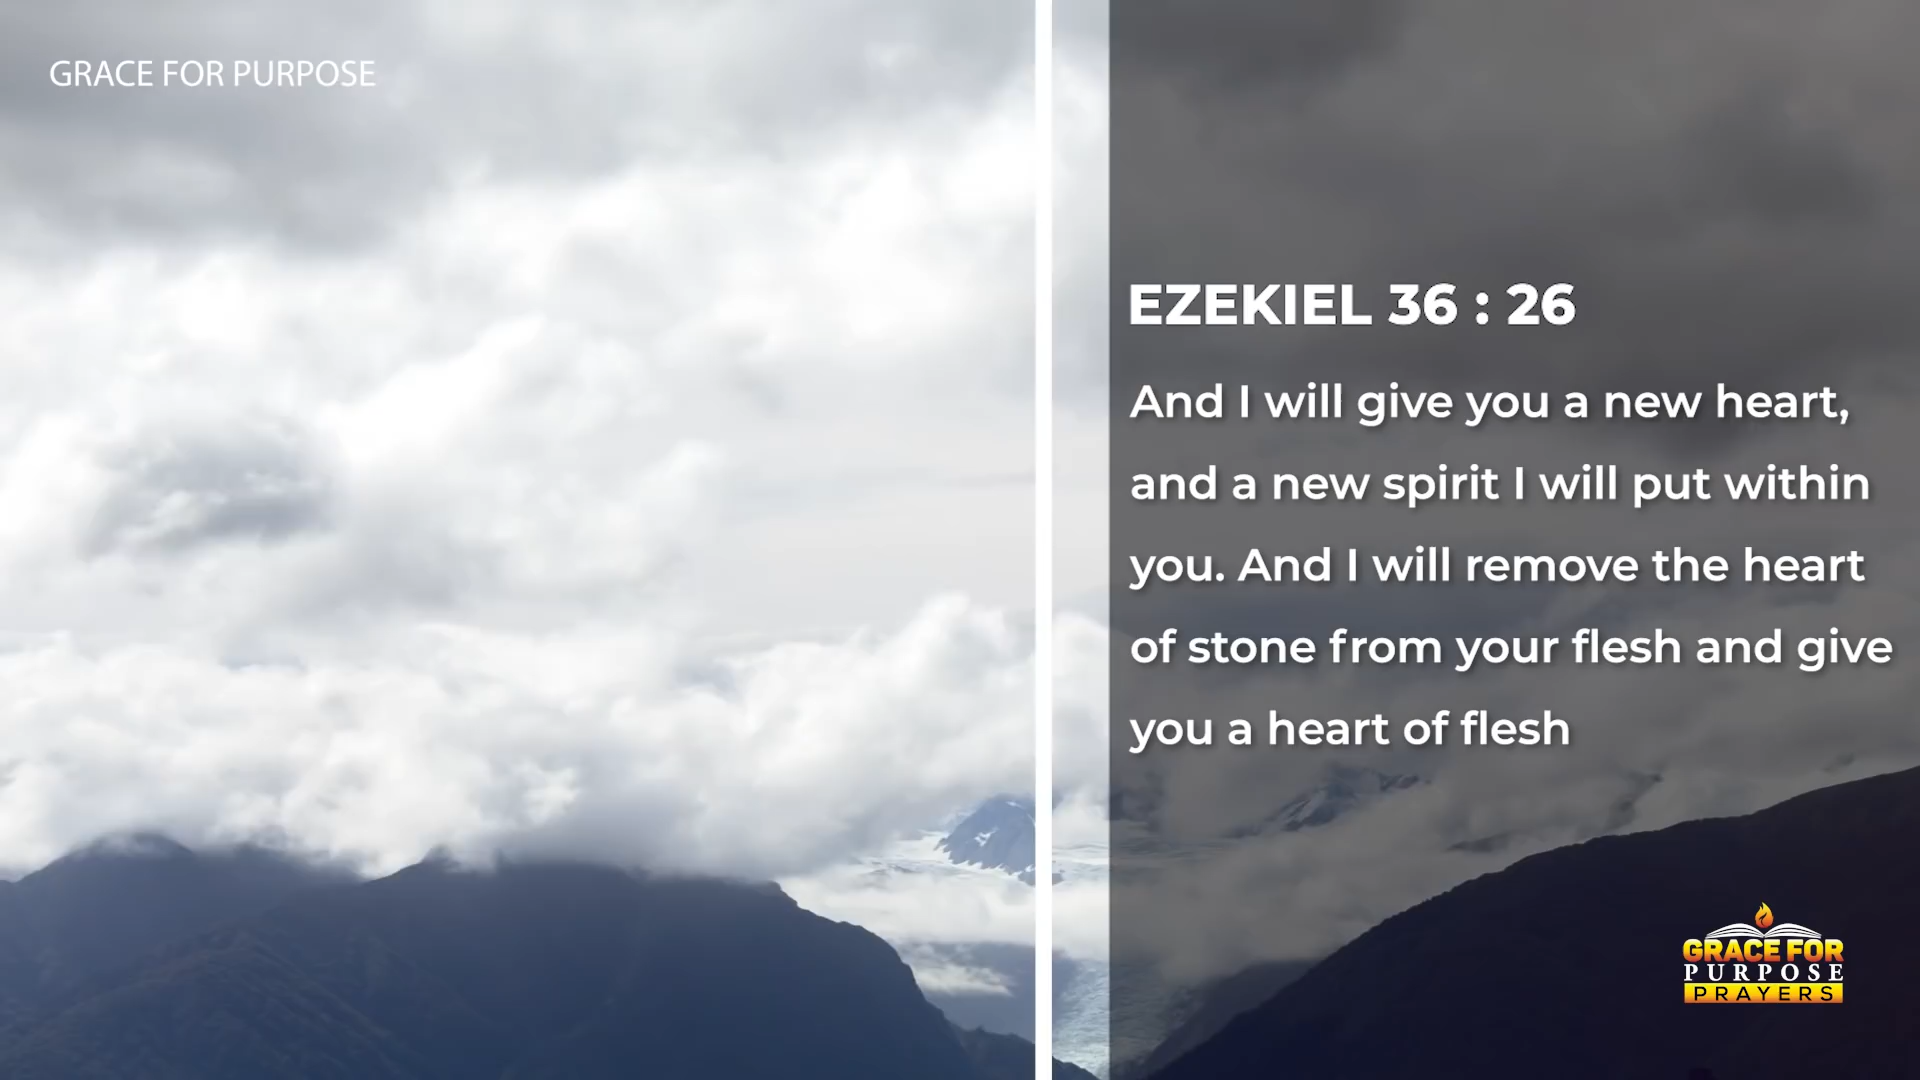 GRACE FOR PURPOSE
EZEKIEL 36 : 26
And I will give you a new heart,
and a new spirit I will put within
you. And I will remove the heart
of stone from your flesh and give
you a heart of flesh
GRACE FOR
PURPOSE
PRAYERS